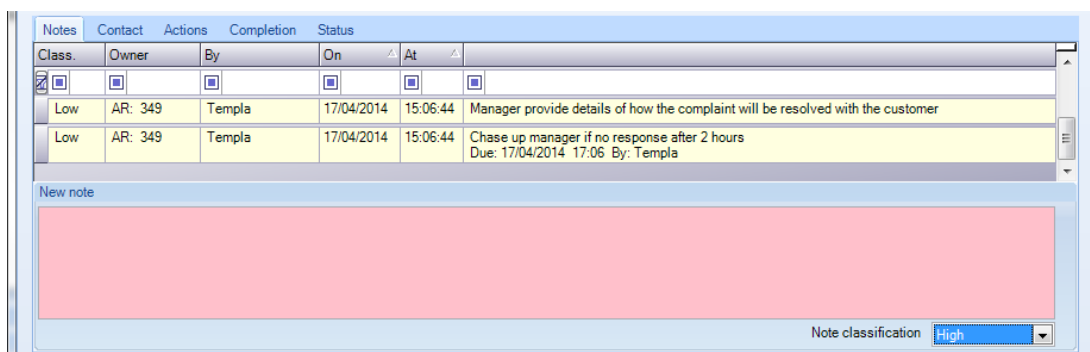 Notes Contact Actions Completion Status
Class. Owner By On At
Low AR: 349 Templa 17/04/2014 15:06:44 Manager provide details of how the complaint will be resolved with the customer
Low AR: 349 Templa 17/04/2014 15:06:44 Chase up manager if no response after 2 hours
Due: 17/04/2014 17:06 By: Templa
New note
Note classification High